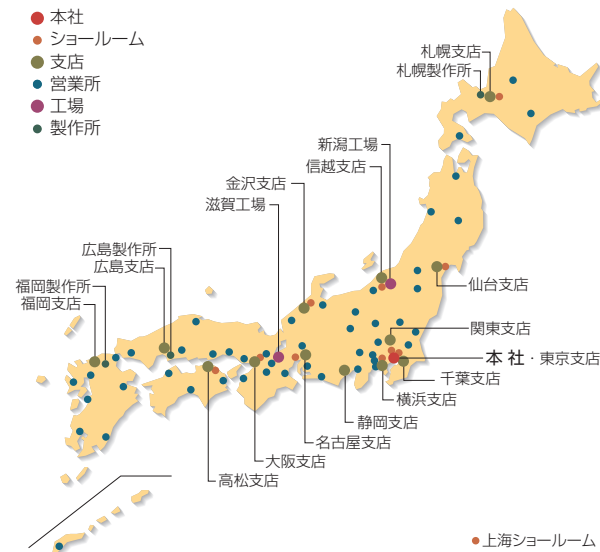 本社
ショールーム
支店
営業所
工場
製作所
札幌支店
札幌製作所
新潟工場
信越支店
金沢支店
滋賀工場
広島製作所
広島支店
福岡製作所
福岡支店
仙台支店
関東支店
本 社 · 東京支店
千葉支店
横浜支店
静岡支店
名古屋支店
大阪支店
高松支店
上海ショールーム